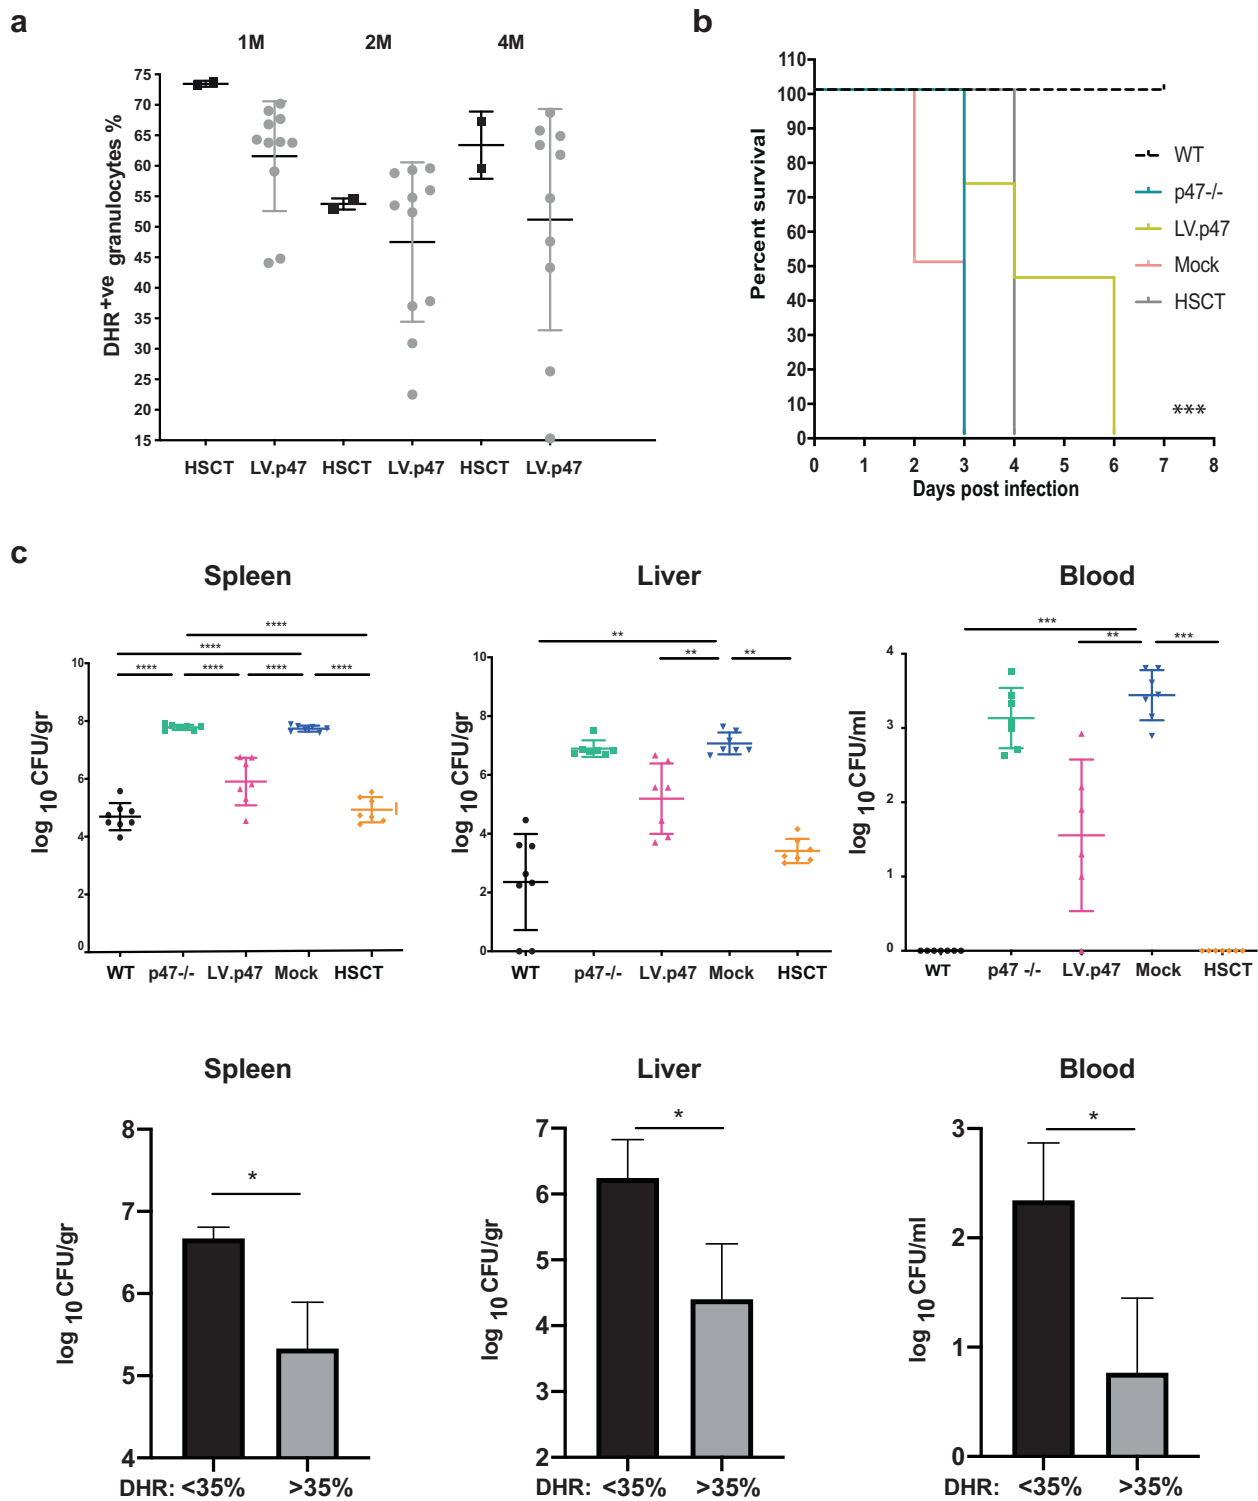 a
1M 2M 4M
DHR+ve granulocytes %
75
70
65
60
55
50
45
40
35
30
25
20
15
HSCT LV.p47 HSCT LV.p47 HSCT LV.p47
b
Percent survival
110
100
90
80
70
60
50
40
30
20
10
0
0 1 2 3 4 5 6 7 8
Days post infection
WT
p47-/-
LV.p47
Mock
HSCT
***
c
Spleen
****
****
**** **** **** ****
log 10 CFU/gr
10
8
6
4
2
0
WT p47-/- LV.p47 Mock HSCT
Liver
**
** **
log 10 CFU/gr
10
8
6
4
2
0
WT p47-/- LV.p47 Mock HSCT
Blood
***
** ***
log 10 CFU/ml
4
3
2
1
0
WT p47 -/- LV.p47 Mock HSCT
Spleen
*
log 10 CFU/gr
8
7
6
5
4
DHR: <35% >35%
Liver
*
log 10 CFU/gr
7
6
5
4
3
2
DHR: <35% >35%
Blood
*
log 10 CFU/ml
3
2
1
0
DHR: <35% >35%